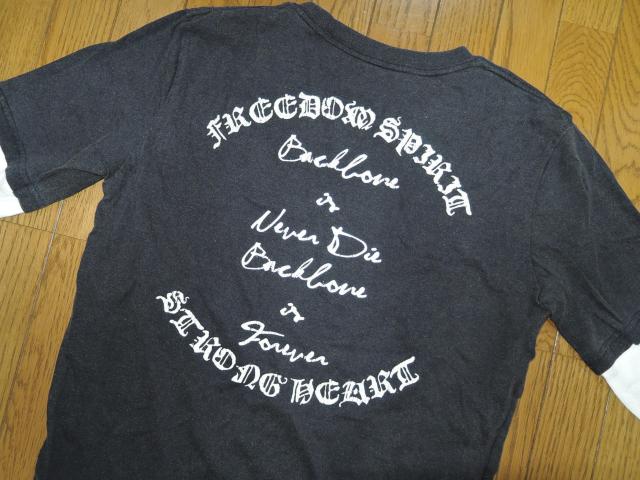 FREEDOM SPIRIT
Backbone
is
Never Die
Backbone
is
Forever
STRONG HEART